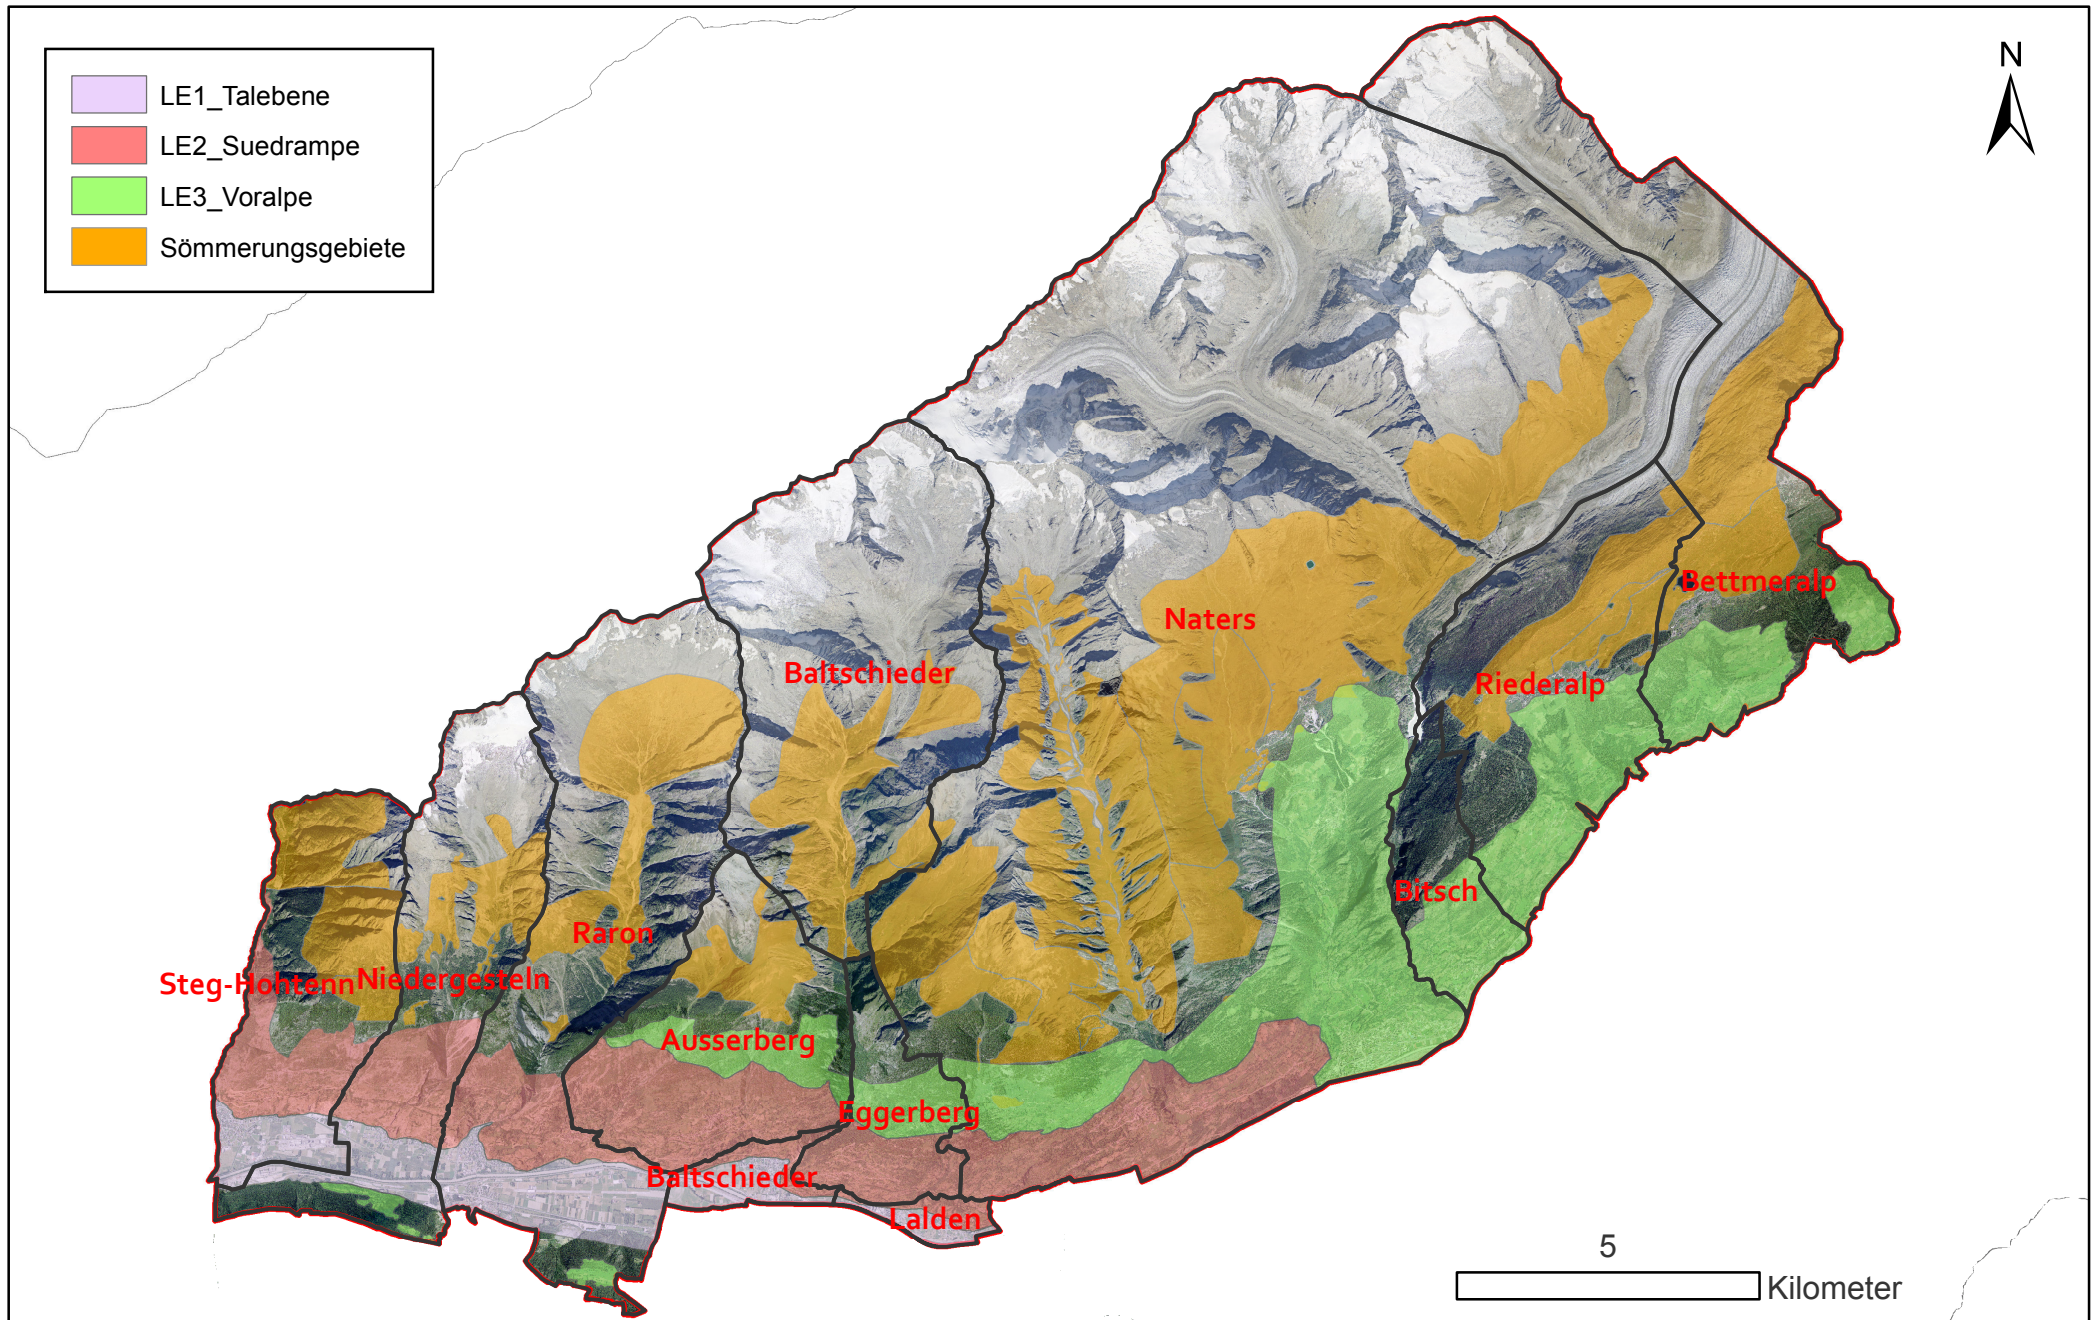 LE1_Talebene
LE2_Suedrampe
LE3_Voralpe
Sömmerungsgebiete
N
Naters
Bettmeralp
Baltschieder
Riederalp
Bitsch
Raron
Steg-Hohtenn
Niedergesteln
Ausserberg
Eggerberg
Baltschieder
Lalden
5
Kilometer